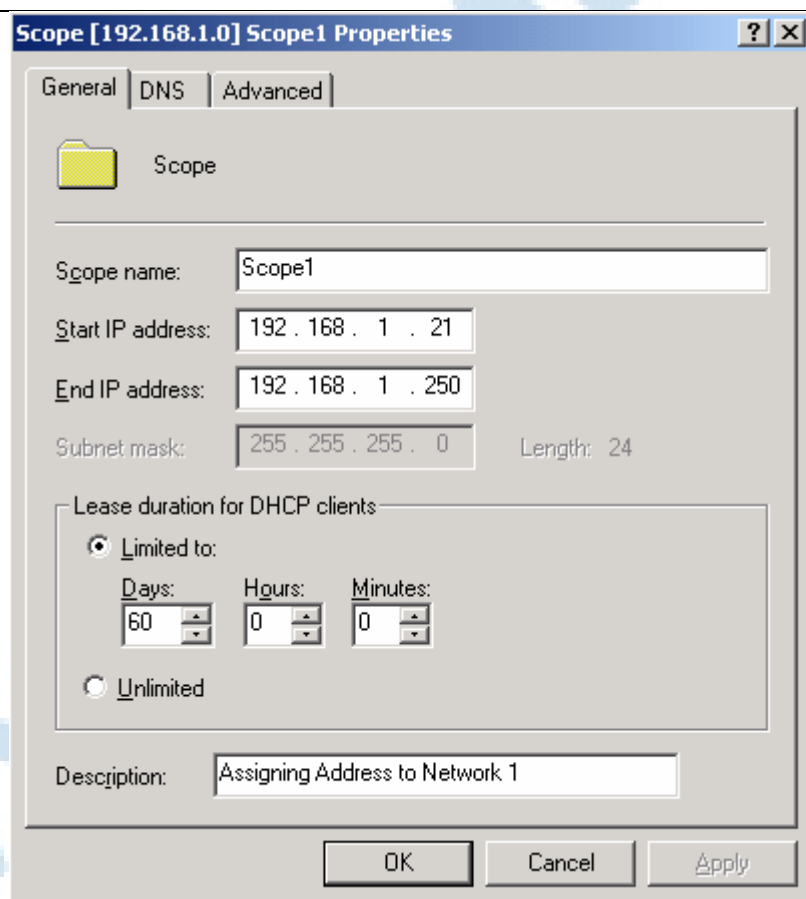 Scope [192.168.1.0] Scope1 Properties
General DNS Advanced
Scope
Scope name: Scope1
Start IP address: 192 . 168 . 1 . 21
End IP address: 192 . 168 . 1 . 250
Subnet mask: 255 . 255 . 255 . 0 Length: 24
Lease duration for DHCP clients
Limited to:
Days: Hours: Minutes:
60 0 0
Unlimited
Description: Assigning Address to Network 1
OK Cancel Apply